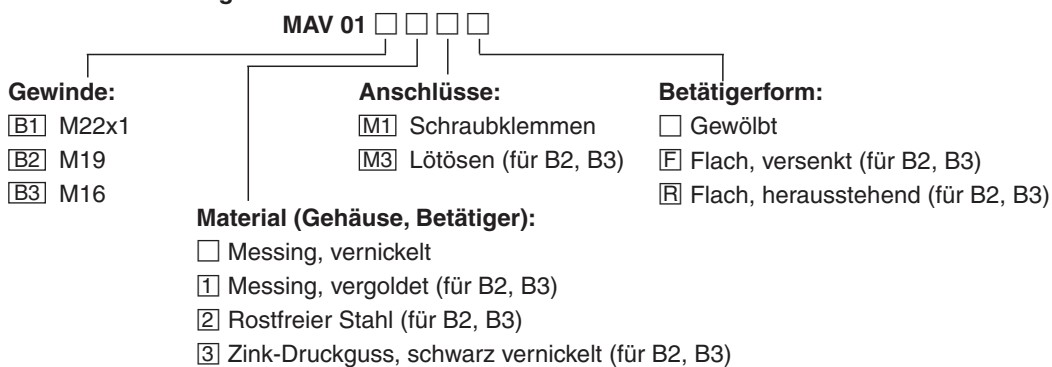 MAV 01 □ □ □ □
Gewinde:
B1 M22x1
B2 M19
B3 M16
Anschlüsse:
M1 Schraubklemmen
M3 Lötösen (für B2, B3)
Betätigerform:
□ Gewölbt
F Flach, versenkt (für B2, B3)
R Flach, herausstehend (für B2, B3)
Material (Gehäuse, Betätiger):
□ Messing, vernickelt
1 Messing, vergoldet (für B2, B3)
2 Rostfreier Stahl (für B2, B3)
3 Zink-Druckguss, schwarz vernickelt (für B2, B3)